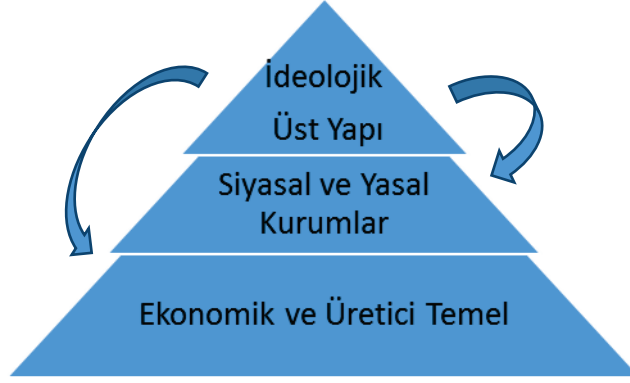 İdeolojik
Üst Yapı
Siyasal ve Yasal
Kurumlar
Ekonomik ve Üretici Temel